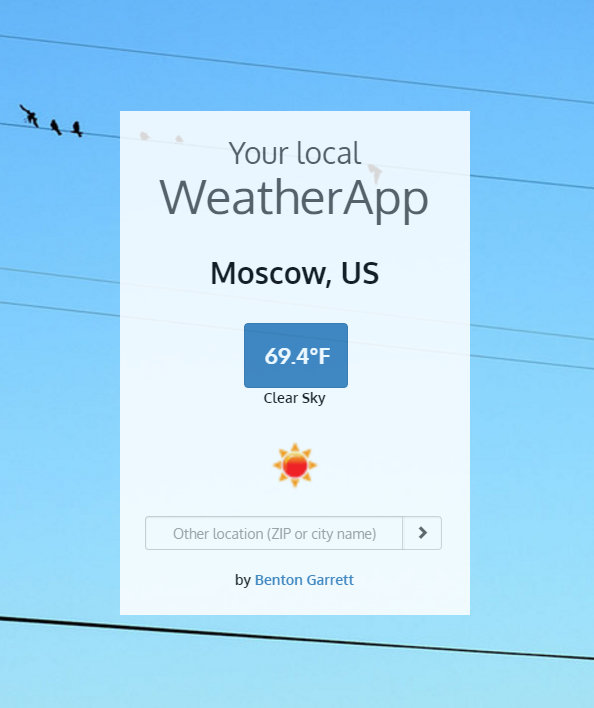 Your local
WeatherApp
Moscow, US
69.4°F
Clear Sky
Other location (ZIP or city name)
by Benton Garrett